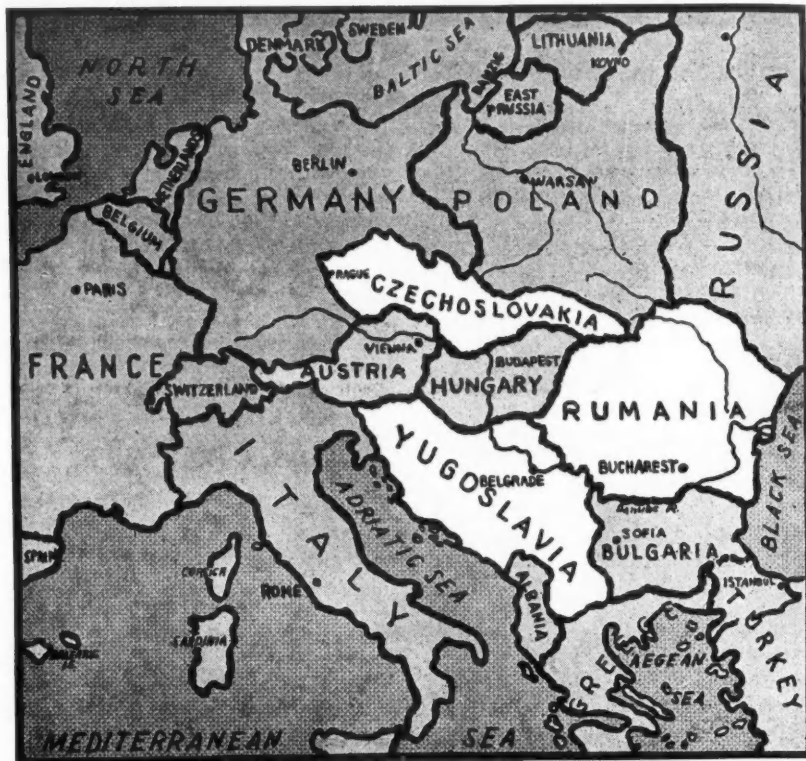 NORTH
SEA
DENMARK
SWEDEN
BALTIC SEA
LITHUANIA
KOVNO
EAST
PRUSSIA
RUSSIA
ENGLAND
NETHERLANDS
BELGIUM
BERLIN
GERMANY
WARSAW
POLAND
PARIS
FRANCE
PRAGUE
CZECHOSLOVAKIA
SWITZERLAND
VIENNA
AUSTRIA
BUDAPEST
HUNGARY
RUMANIA
BUCHAREST
BLACK SEA
ITALY
ADRIATIC SEA
YUGOSLAVIA
BELGRADE
DANUBE R.
SOFIA
BULGARIA
ISTANBUL
TURKEY
SPAIN
CORSICA
ROME
SARDINIA
ALBANIA
GREECE
AEGEAN
SEA
MEDITERRANEAN
SEA